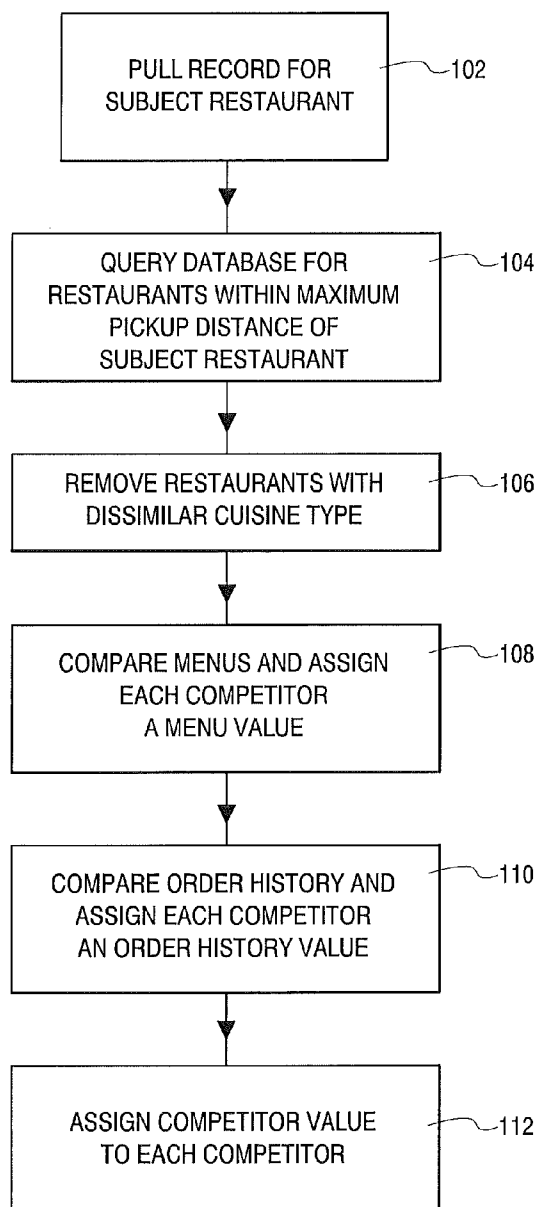 PULL RECORD FOR
SUBJECT RESTAURANT
102
QUERY DATABASE FOR
RESTAURANTS WITHIN MAXIMUM
PICKUP DISTANCE OF
SUBJECT RESTAURANT
104
REMOVE RESTAURANTS WITH
DISSIMILAR CUISINE TYPE
106
COMPARE MENUS AND ASSIGN
EACH COMPETITOR
A MENU VALUE
108
COMPARE ORDER HISTORY AND
ASSIGN EACH COMPETITOR
AN ORDER HISTORY VALUE
110
ASSIGN COMPETITOR VALUE
TO EACH COMPETITOR
112